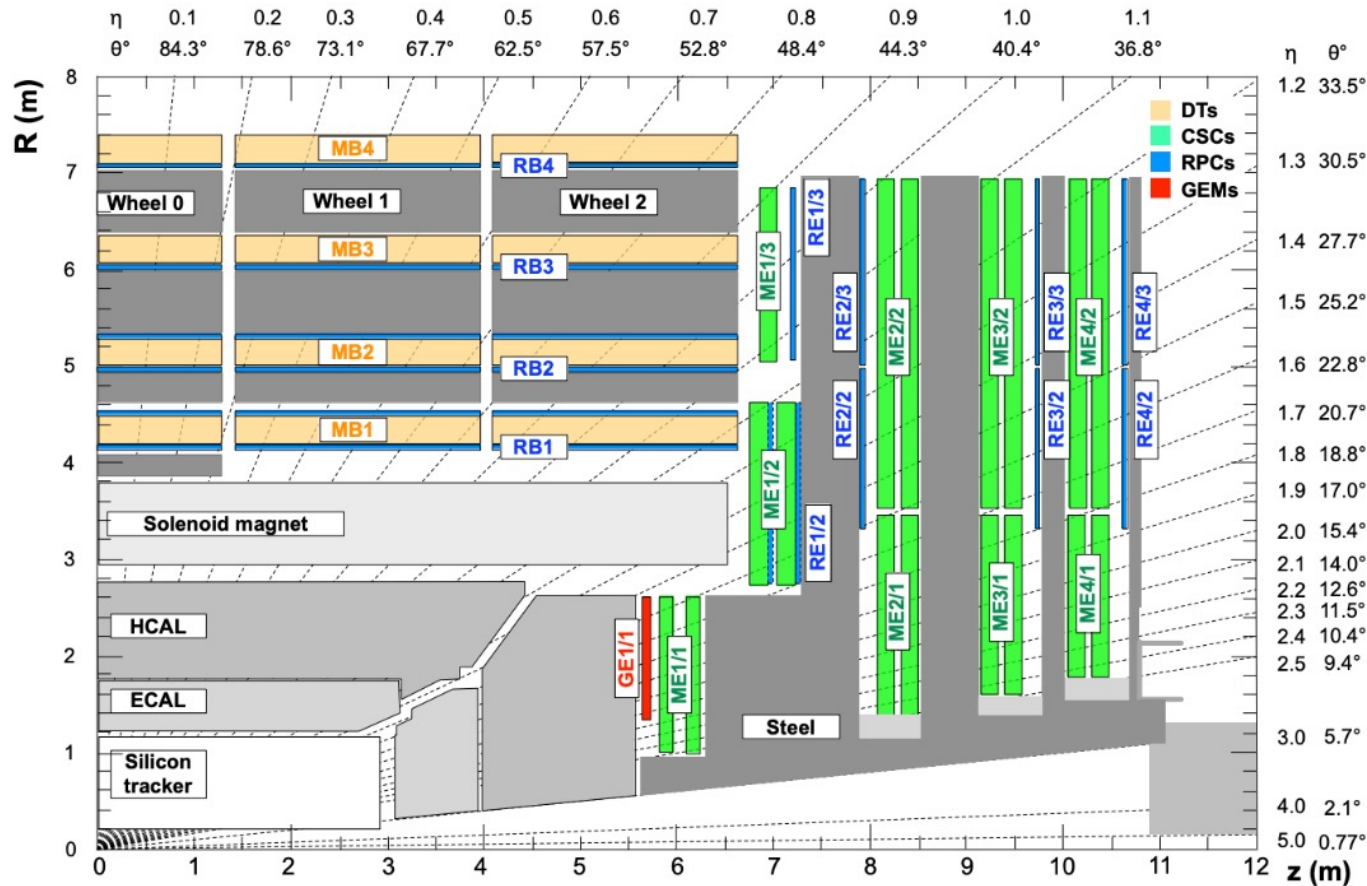 η 0.1 0.2 0.3 0.4 0.5 0.6 0.7 0.8 0.9 1.0 1.1
θ° 84.3° 78.6° 73.1° 67.7° 62.5° 57.5° 52.8° 48.4° 44.3° 40.4° 36.8° η θ°
R (m)
8
7
6
5
4
3
2
1
0
1.2 33.5°
1.3 30.5°
1.4 27.7°
1.5 25.2°
1.6 22.8°
1.7 20.7°
1.8 18.8°
1.9 17.0°
2.0 15.4°
2.1 14.0°
2.2 12.6°
2.3 11.5°
2.4 10.4°
2.5 9.4°
3.0 5.7°
4.0 2.1°
5.0 0.77°
DTs
CSCs
RPCs
GEMs
MB4
RB4
Wheel 0
Wheel 1
Wheel 2
MB3
RB3
MB2
RB2
MB1
RB1
Solenoid magnet
HCAL
ECAL
Silicon
tracker
Steel
GE1/1
ME1/1
ME1/2
ME1/3
RE1/3
RE1/2
RE2/3
RE2/2
ME2/2
ME2/1
ME3/2
ME3/1
RE3/3
RE3/2
ME4/2
ME4/1
RE4/3
RE4/2
0 1 2 3 4 5 6 7 8 9 10 11 12
z (m)